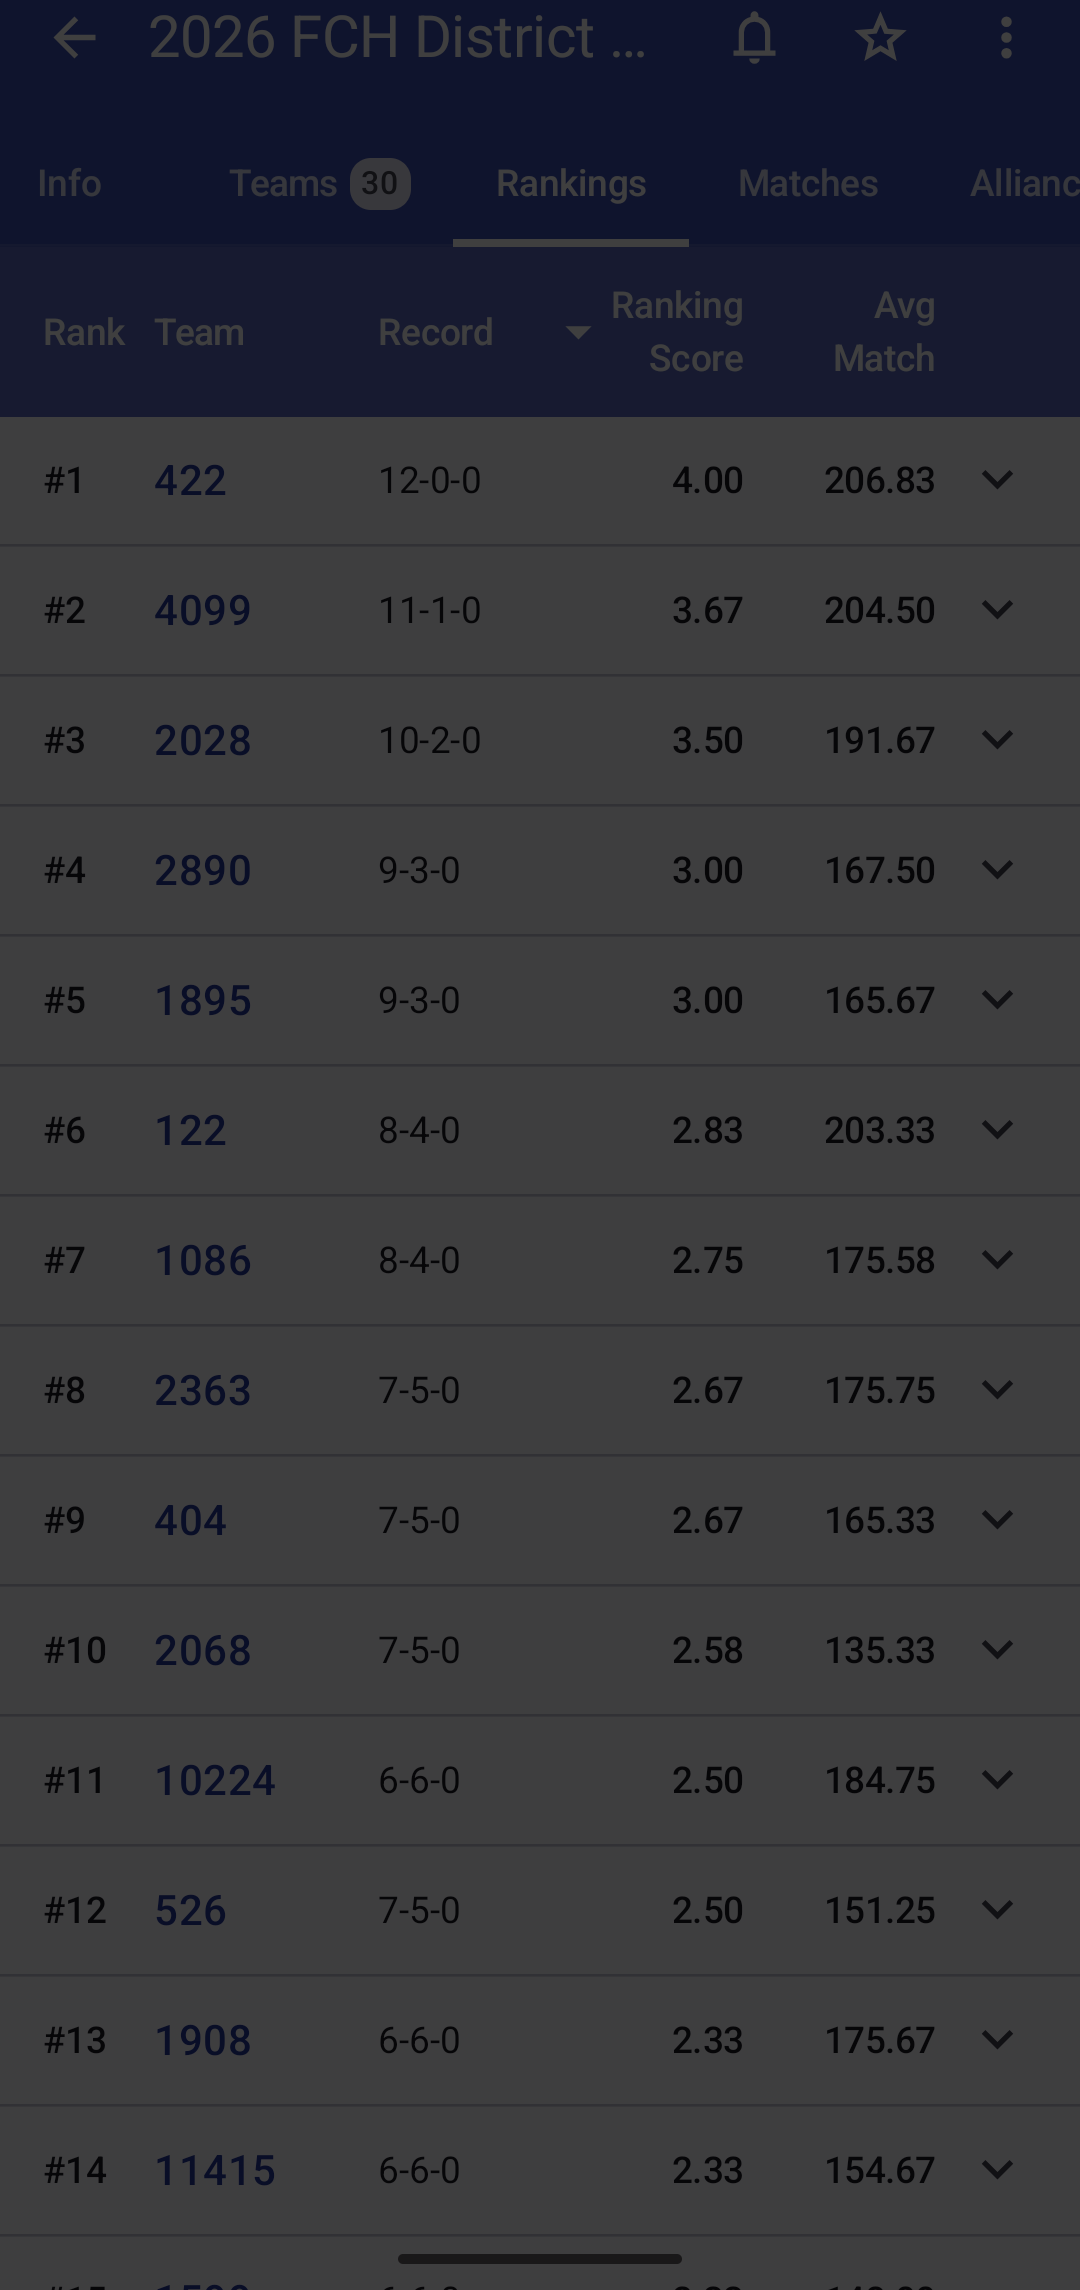 2026 FCH District ...
Info Teams 30 Rankings Matches Allianc
Rank Team Record Ranking Score Avg Match
#1 422 12-0-0 4.00 206.83
#2 4099 11-1-0 3.67 204.50
#3 2028 10-2-0 3.50 191.67
#4 2890 9-3-0 3.00 167.50
#5 1895 9-3-0 3.00 165.67
#6 122 8-4-0 2.83 203.33
#7 1086 8-4-0 2.75 175.58
#8 2363 7-5-0 2.67 175.75
#9 404 7-5-0 2.67 165.33
#10 2068 7-5-0 2.58 135.33
#11 10224 6-6-0 2.50 184.75
#12 526 7-5-0 2.50 151.25
#13 1908 6-6-0 2.33 175.67
#14 11415 6-6-0 2.33 154.67